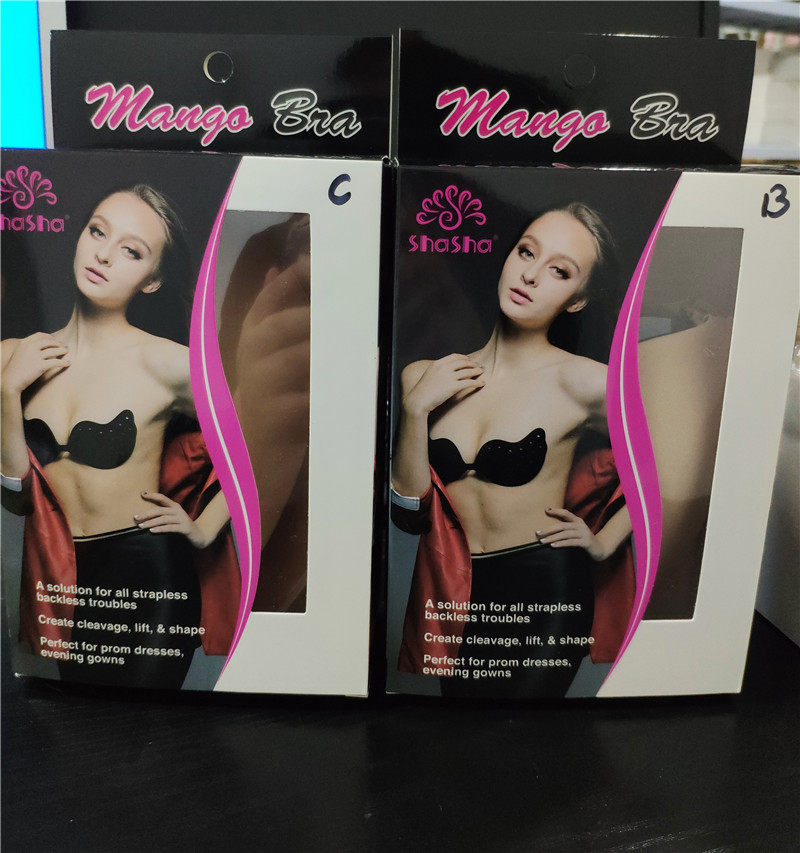 Mango Bra
C
ShaSha®
A solution for all strapless
backless troubles
Create cleavage, lift, & shape
Perfect for prom dresses,
evening gowns
Mango Bra
B
ShaSha®
A solution for all strapless
backless troubles
Create cleavage, lift, & shape
Perfect for prom dresses,
evening gowns